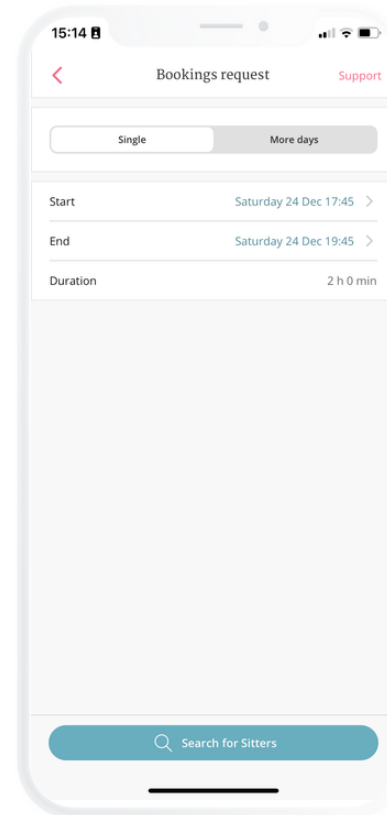 15:14
Bookings request
Support
Single
More days
Start
Saturday 24 Dec 17:45
End
Saturday 24 Dec 19:45
Duration
2 h 0 min
Search for Sitters